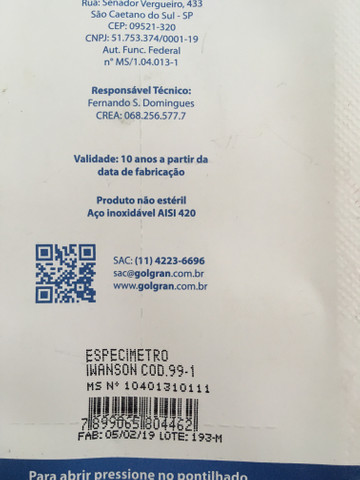 Rua: Senador Vergueiro, 433
São Caetano do Sul - SP
CEP: 09521-320
CNPJ: 51.753.374/0001-19
Aut. Func. Federal
n° MS/1.04.013-1
Responsável Técnico:
Fernando S. Domingues
CREA: 068.256.577.7
Validade: 10 anos a partir da
data de fabricação
Produto não estéril
Aço inoxidável AISI 420
SAC: (11) 4223-6696
sac@golgran.com.br
www.golgran.com.br
ESPECIMETRO
IWANSON COD.99-1
MS N° 10401310111
7899065804462
FAB: 05/02/19 LOTE: 193-M
Para abrir pressione no pontilhado